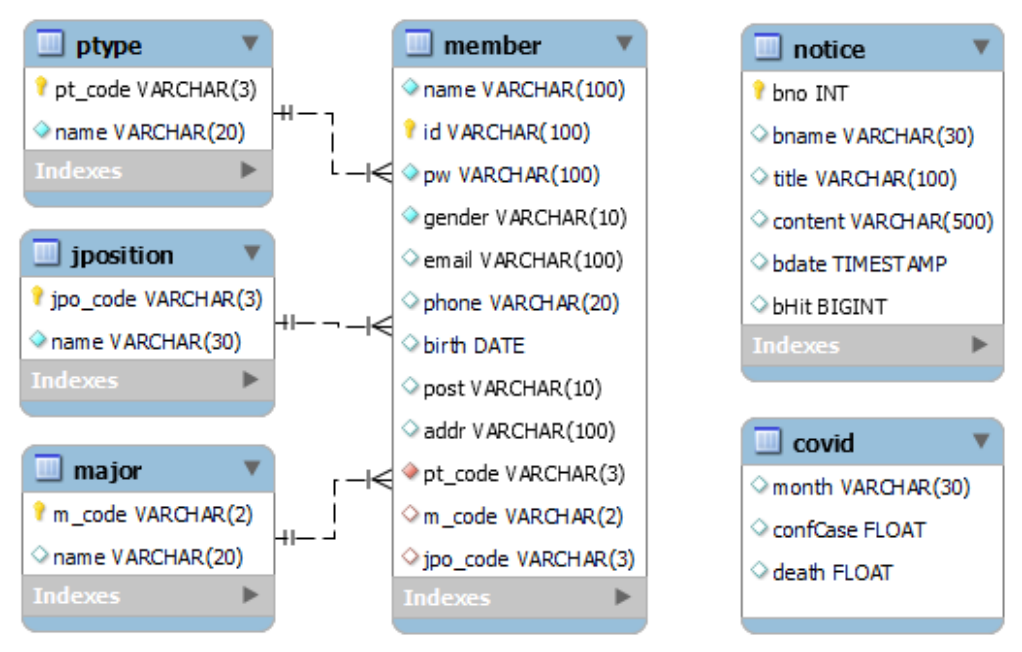 ptype
pt_code VARCHAR(3)
name VARCHAR(20)
Indexes
jposition
jpo_code VARCHAR(3)
name VARCHAR(30)
Indexes
major
m_code VARCHAR(2)
name VARCHAR(20)
Indexes
member
name VARCHAR(100)
id VARCHAR(100)
pw VARCHAR(100)
gender VARCHAR(10)
email VARCHAR(100)
phone VARCHAR(20)
birth DATE
post VARCHAR(10)
addr VARCHAR(100)
pt_code VARCHAR(3)
m_code VARCHAR(2)
jpo_code VARCHAR(3)
Indexes
notice
bno INT
bname VARCHAR(30)
title VARCHAR(100)
content VARCHAR(500)
bdate TIMESTAMP
bHit BIGINT
Indexes
covid
month VARCHAR(30)
confCase FLOAT
death FLOAT